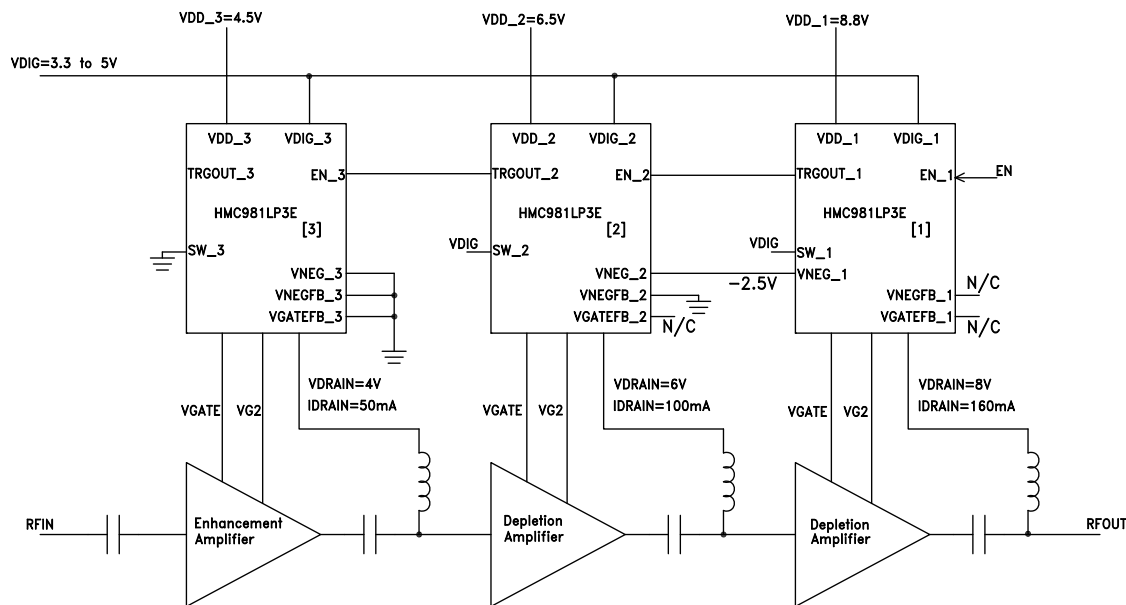 VDD_3=4.5V
VDD_2=6.5V
VDD_1=8.8V
VDIG=3.3 to 5V
VDD_3
VDIG_3
TRGOUT_3
EN_3
HMC981LP3E
[3]
SW_3
VNEG_3
VNEGFB_3
VGATEFB_3
VDD_2
VDIG_2
TRGOUT_2
EN_2
HMC981LP3E
[2]
VDIG
SW_2
VNEG_2
VNEGFB_2
VGATEFB_2
N/C
-2.5V
VDD_1
VDIG_1
TRGOUT_1
EN_1
EN
HMC981LP3E
[1]
VDIG
SW_1
VNEG_1
VNEGFB_1
N/C
VGATEFB_1
N/C
VDRAIN=4V
IDRAIN=50mA
VGATE
VG2
VDRAIN=6V
IDRAIN=100mA
VGATE
VG2
VDRAIN=8V
IDRAIN=160mA
VGATE
VG2
RFIN
Enhancement
Amplifier
Depletion
Amplifier
Depletion
Amplifier
RFOUT